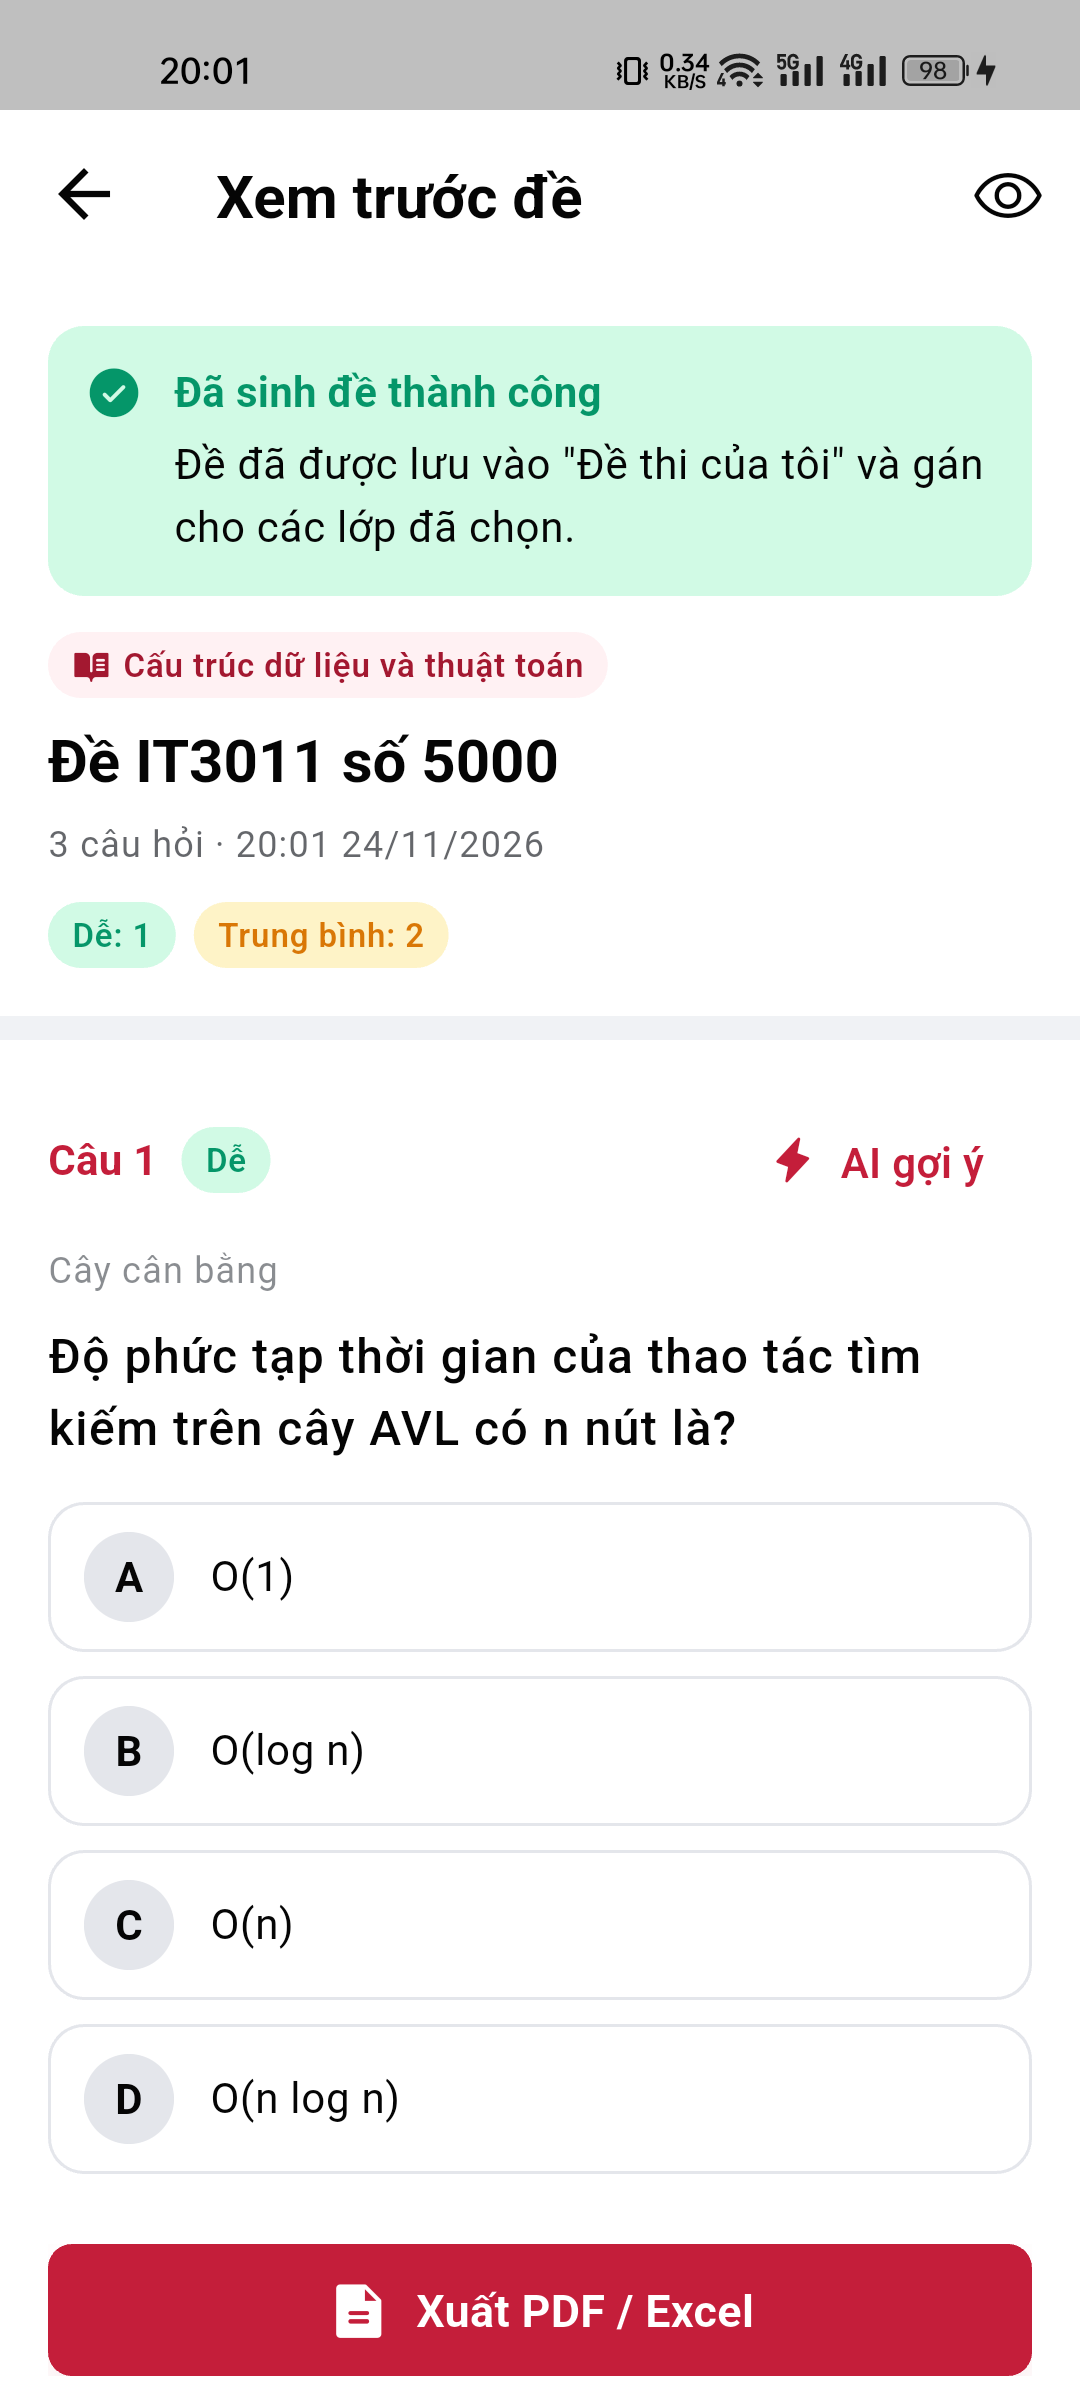 20:01
0.34
KB/S
4
5G
4G
98
Xem trước đề
Đã sinh đề thành công
Đề đã được lưu vào "Đề thi của tôi" và gán
cho các lớp đã chọn.
Cấu trúc dữ liệu và thuật toán
Đề IT3011 số 5000
3 câu hỏi · 20:01 24/11/2026
Dễ: 1
Trung bình: 2
Câu 1
Dễ
AI gợi ý
Cây cân bằng
Độ phức tạp thời gian của thao tác tìm
kiếm trên cây AVL có n nút là?
A
O(1)
B
O(log n)
C
O(n)
D
O(n log n)
Xuất PDF / Excel